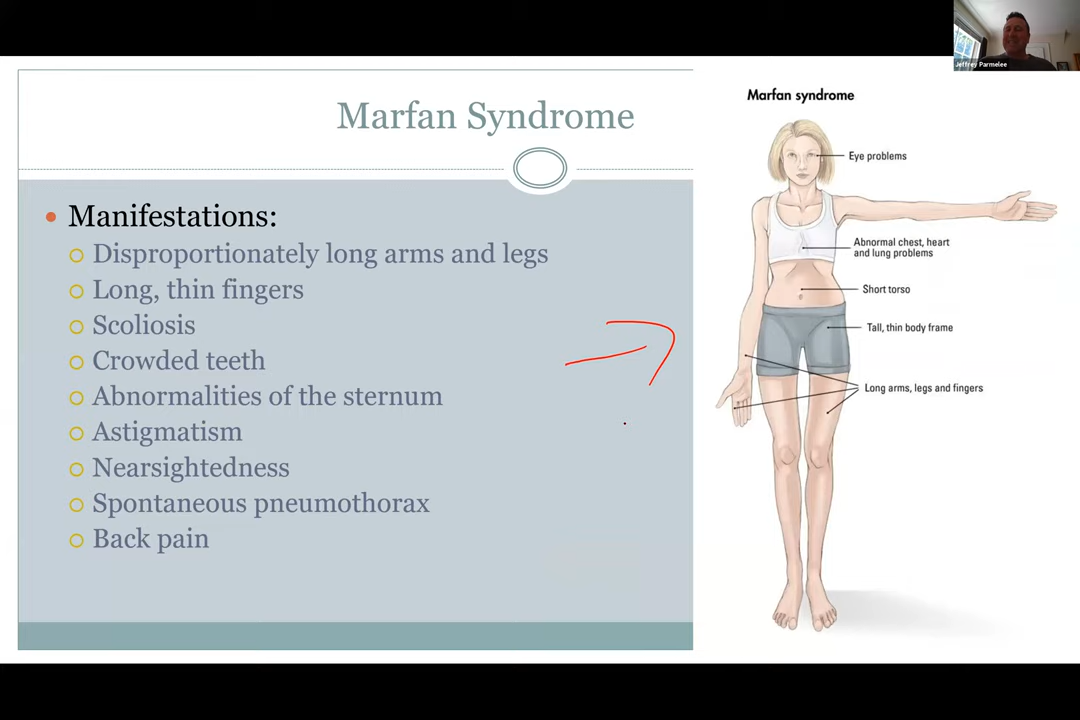 Jeffrey Parmelee
Marfan Syndrome
Manifestations:
Disproportionately long arms and legs
Long, thin fingers
Scoliosis
Crowded teeth
Abnormalities of the sternum
Astigmatism
Nearsightedness
Spontaneous pneumothorax
Back pain
Marfan syndrome
Eye problems
Abnormal chest, heart
and lung problems
Short torso
Tall, thin body frame
Long arms, legs and fingers